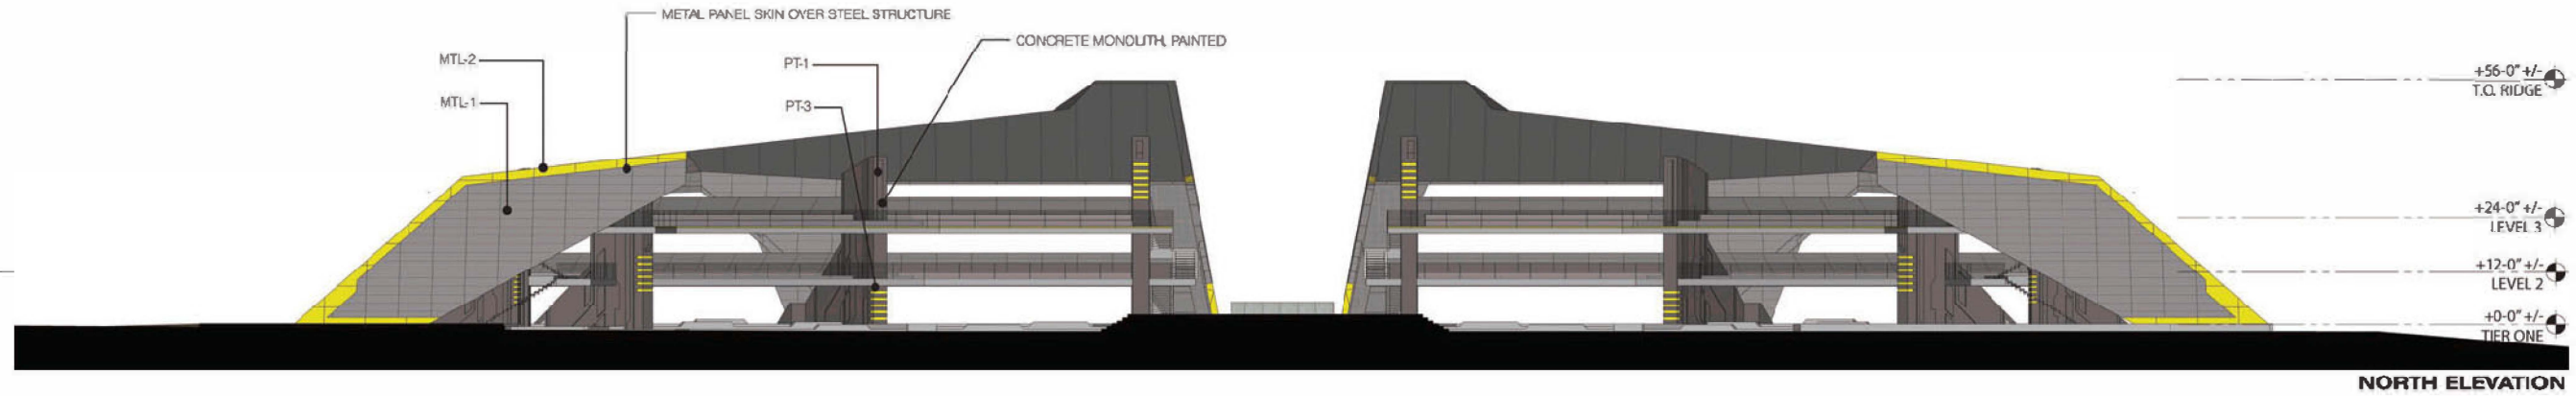 METAL PANEL SKIN OVER STEEL STRUCTURE
CONCRETE MONOLITH, PAINTED
MTL-2
PT-1
MTL-1
PT-3
+56-0" +/-
T.O. RIDGE
+24-0" +/-
LEVEL 3
+12-0" +/-
LEVEL 2
+0-0" +/-
TIER ONE
NORTH ELEVATION